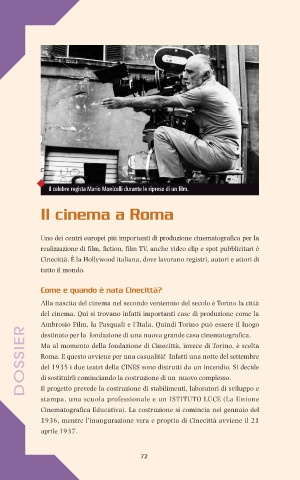 Il celebre regista Mario Monicelli durante le riprese di un film.
Il cinema a Roma
Uno dei centri europei più importanti di produzione cinematografica per la
realizzazione di film, fiction, film TV, anche video clip e spot pubblicitari è
Cinecittà. È la Hollywood italiana, dove lavorano registi, autori e attori di
tutto il mondo.
Come e quando è nata Cinecittà?
Alla nascita del cinema nel secondo ventennio del secolo è Torino la città
del cinema. Qui si trovano infatti importanti case di produzione come la
Ambrosio Film, la Pasquali e l'Itala. Quindi Torino può essere il luogo
destinato per la fondazione di una nuova grande casa cinematografica.
Ma al momento della fondazione di Cinecittà, invece di Torino, è scelta
Roma. E questo avviene per una casualità! Infatti una notte del settembre
del 1935 i due teatri della CINES sono distrutti da un incendio. Si decide
di sostituirli cominciando la costruzione di un nuovo complesso.
Il progetto prevede la costruzione di stabilimenti, laboratori di sviluppo e
stampa, una scuola professionale e un ISTITUTO LUCE (La Unione
Cinematografica Educativa). La costruzione si comincia nel gennaio del
1936, mentre l'inaugurazione vera e propria di Cinecittà avviene il 21
aprile 1937.
DOSSIER
72